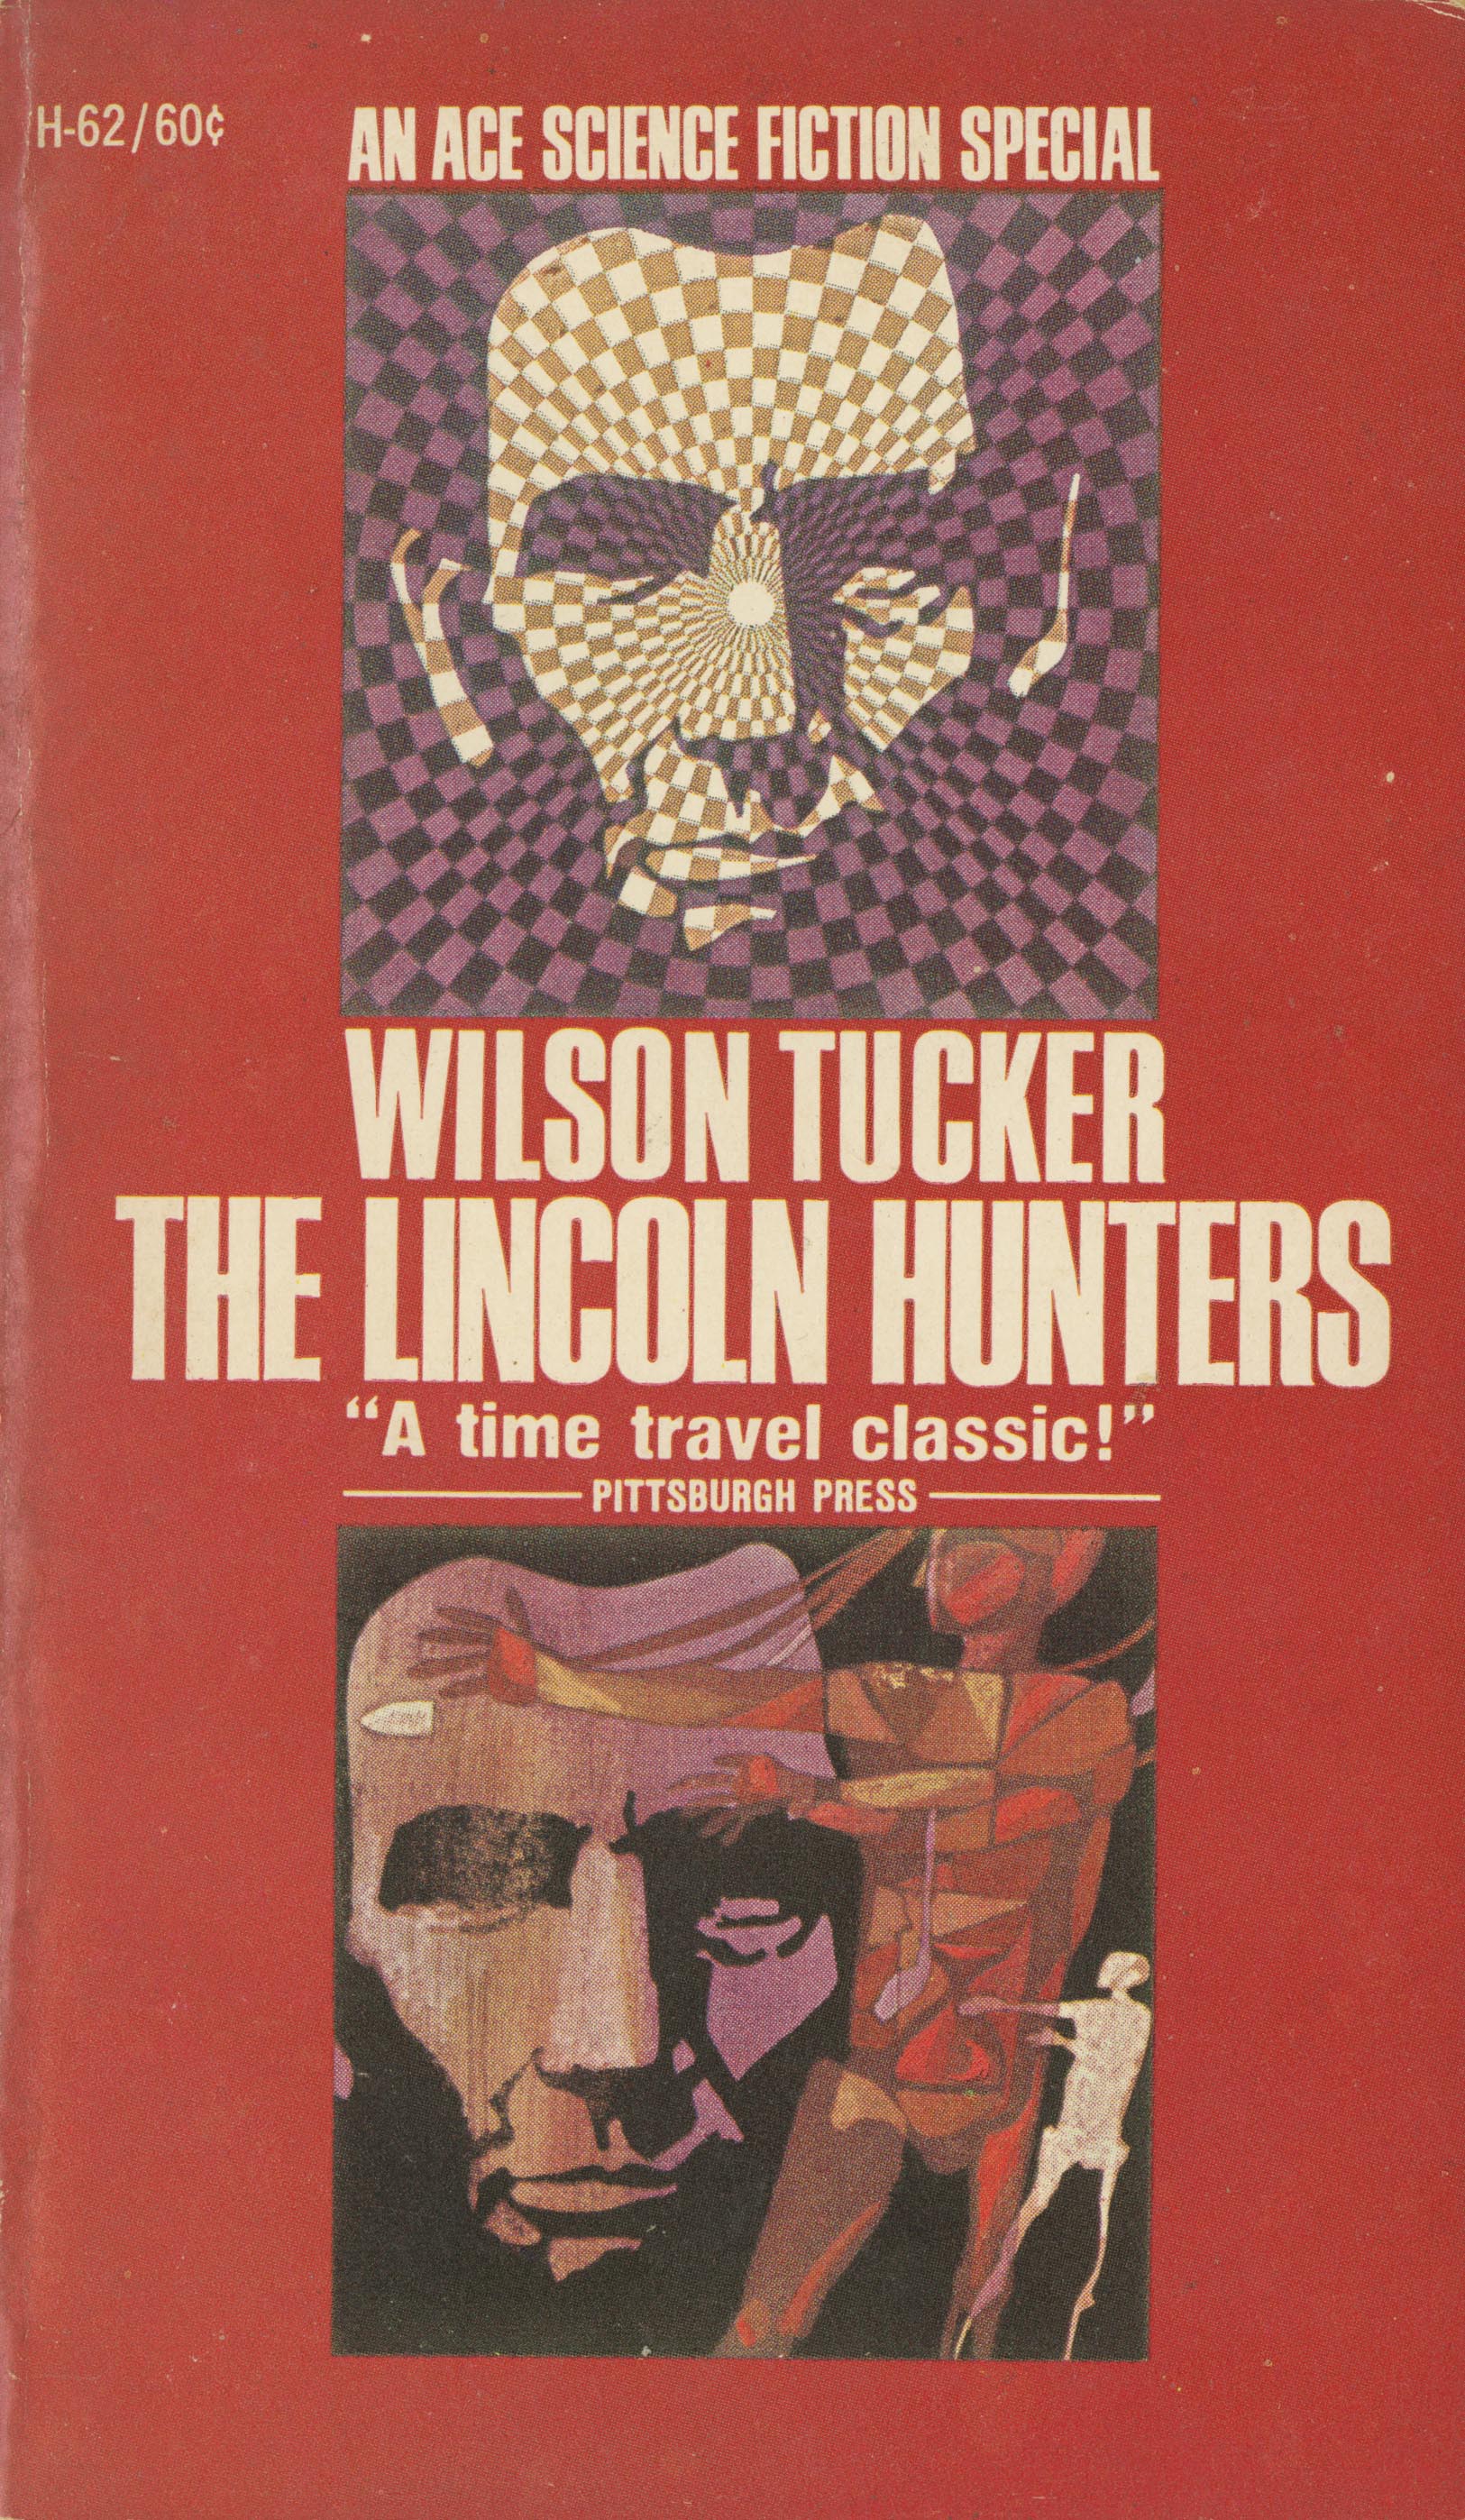 H-62/60¢
AN ACE SCIENCE FICTION SPECIAL
WILSON TUCKER
THE LINCOLN HUNTERS
“A time travel classic!”
PITTSBURGH PRESS